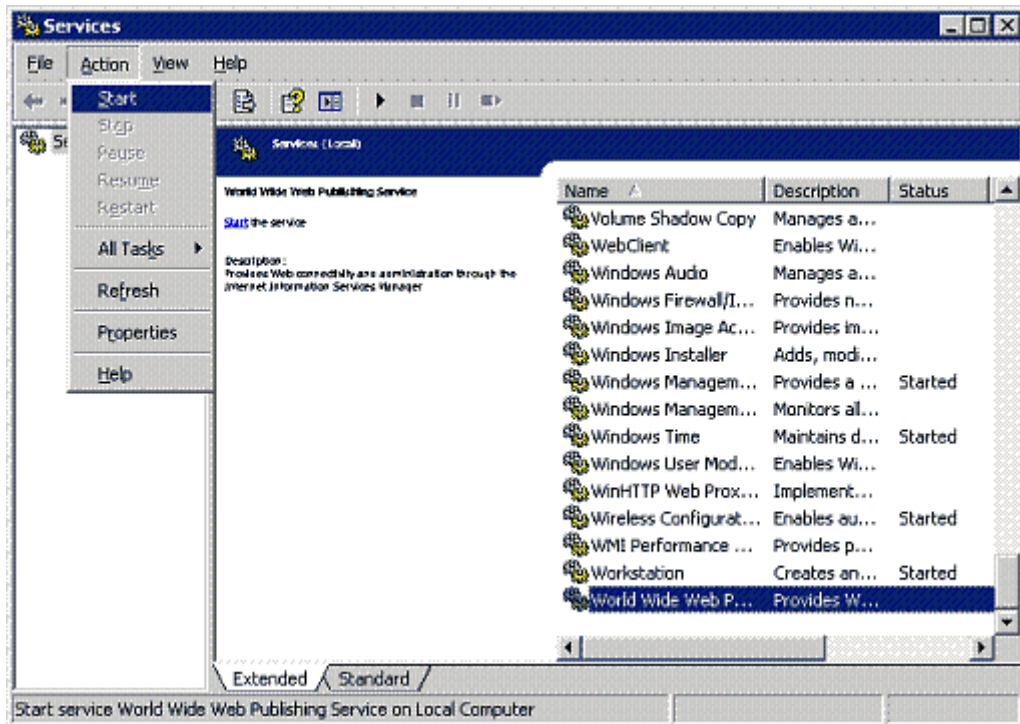 Services
File Action View Help
Start
Stop
Pause
Resume
Restart
All Tasks
Refresh
Properties
Help
Se
Services (Local)
World Wide Web Publishing Service
Start the service
Description:
Provides Web connectivity and administration through the
Internet Information Services Manager
Name Description Status
Volume Shadow Copy Manages a...
WebClient Enables Wi...
Windows Audio Manages a...
Windows Firewall/I... Provides n...
Windows Image Ac... Provides im...
Windows Installer Adds, modi...
Windows Managem... Provides a ... Started
Windows Managem... Monitors all...
Windows Time Maintains d... Started
Windows User Mod... Enables Wi...
WinHTTP Web Prox... Implement...
Wireless Configurat... Enables au... Started
WMI Performance ... Provides p...
Workstation Creates an... Started
World Wide Web P... Provides W...
Extended Standard
Start service World Wide Web Publishing Service on Local Computer